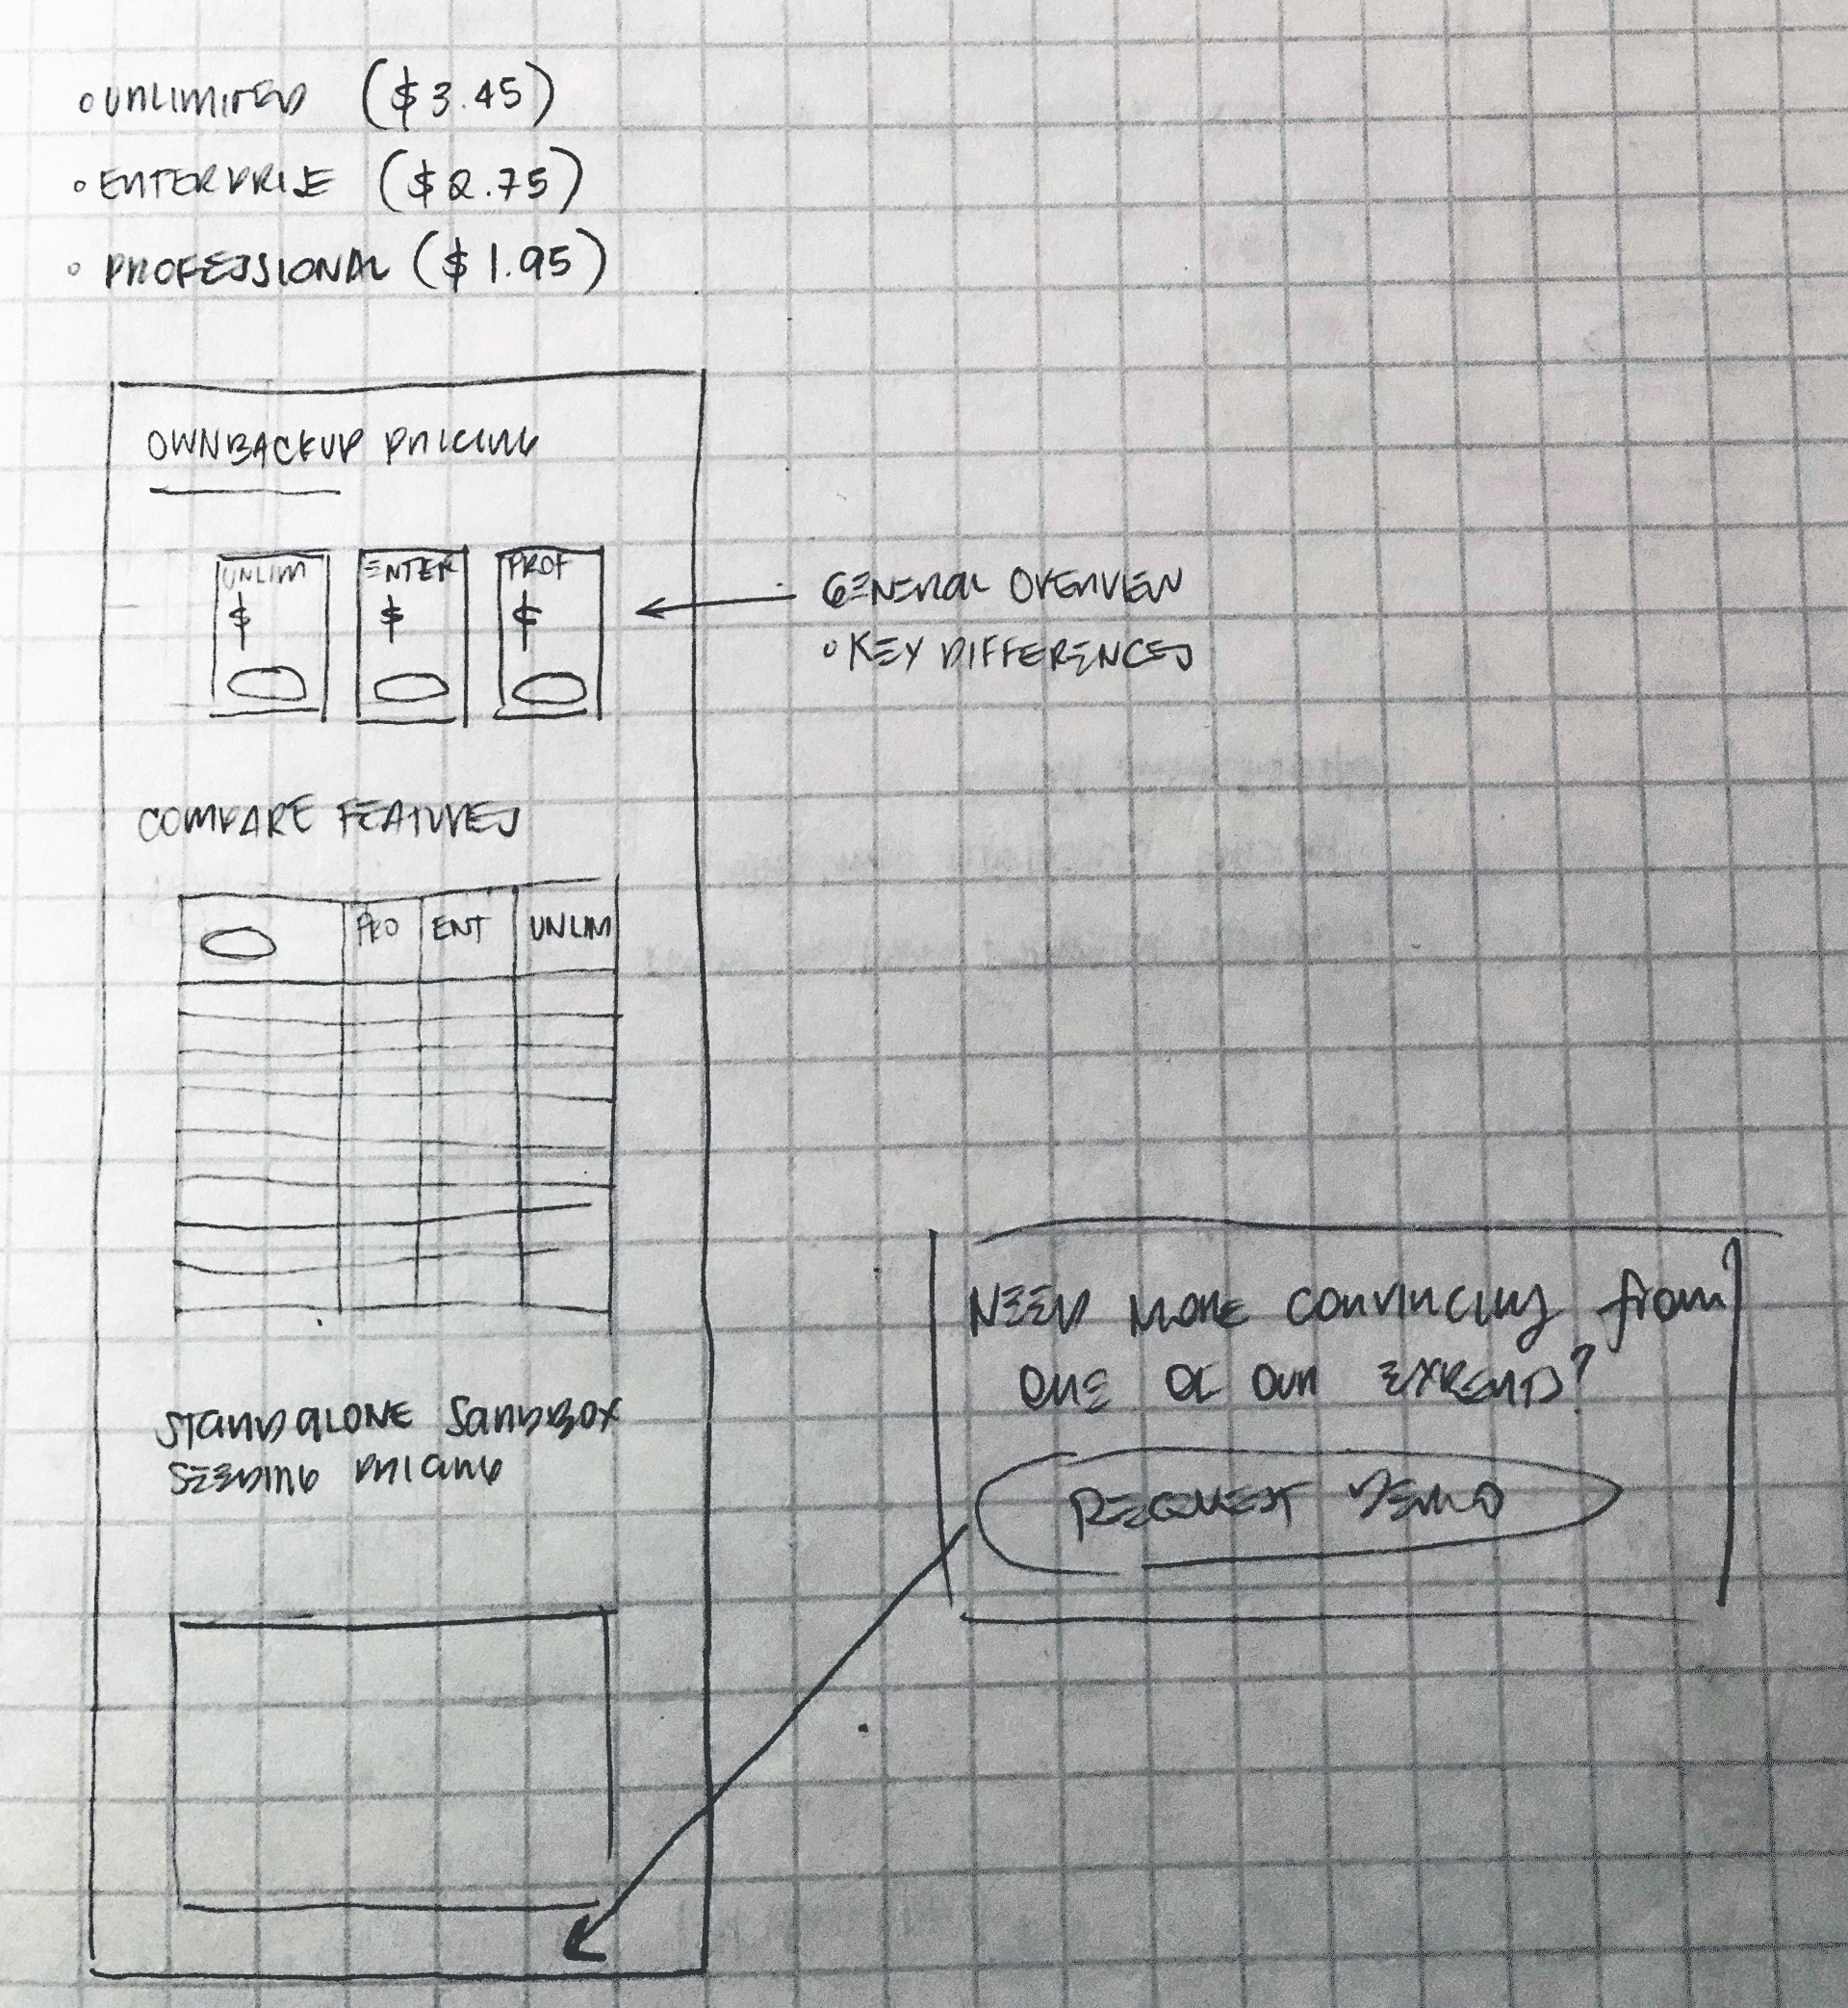 UNLIMITED ($3.45)
ENTERPRISE ($2.75)
PROFESSIONAL ($1.95)
OWNBACKUP PRICING
UNLIM ENTER PROF
$ $ $
GENERAL OVERVIEW
KEY DIFFERENCES
COMPARE FEATURES
PRO ENT UNLIM
STANDALONE SANDBOX
SEEDING PRICING
NEED MORE CONVINCING from
ONE OF OUR EXPERTS?
REQUEST DEMO